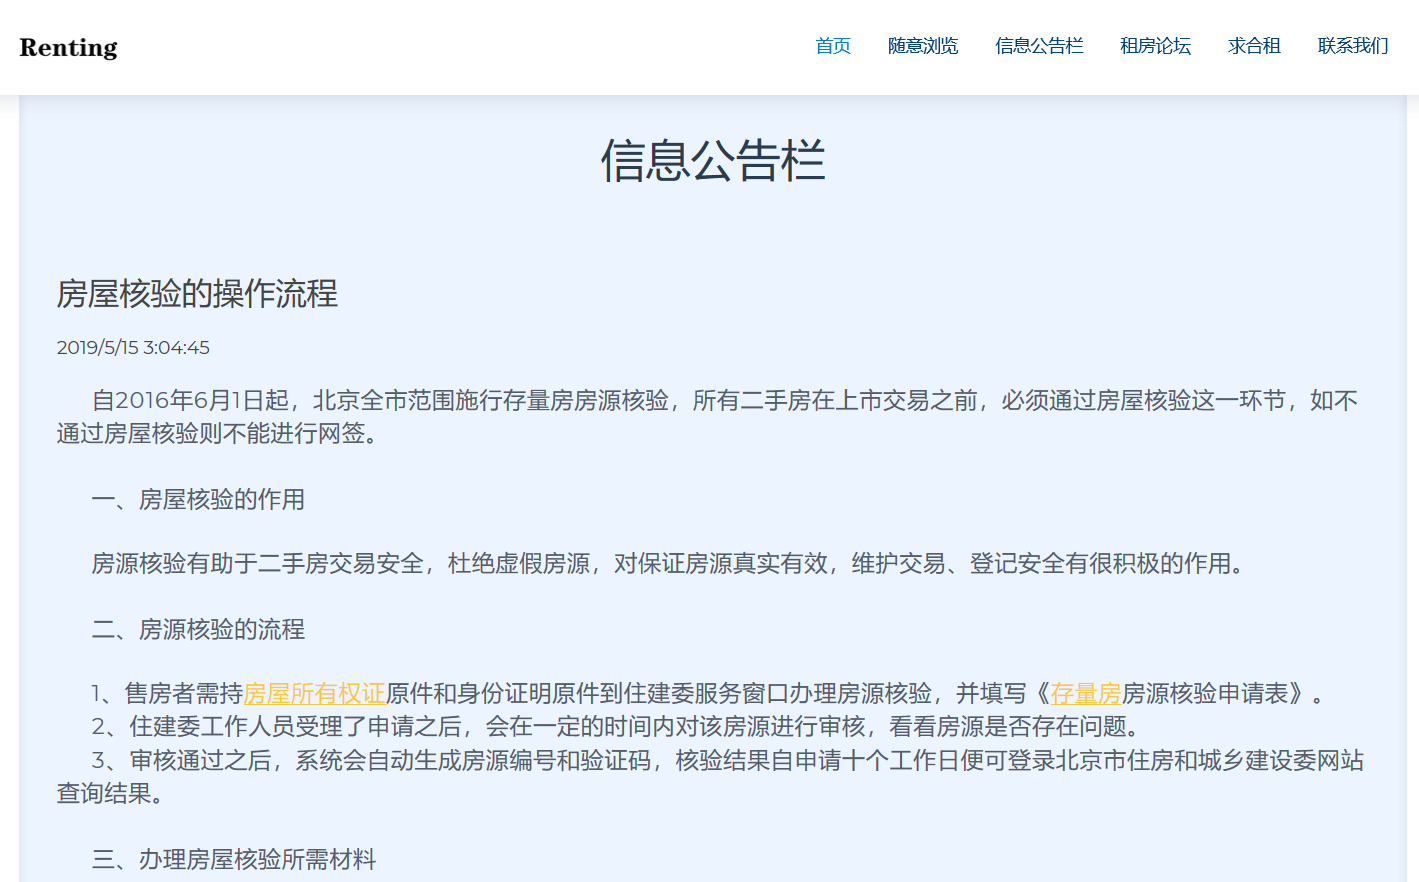 Renting
首页 随意浏览 信息公告栏 租房论坛 求合租 联系我们
信息公告栏
房屋核验的操作流程
2019/5/15 3:04:45
自2016年6月1日起，北京全市范围施行存量房房源核验，所有二手房在上市交易之前，必须通过房屋核验这一环节，如不
通过房屋核验则不能进行网签。
一、房屋核验的作用
房源核验有助于二手房交易安全，杜绝虚假房源，对保证房源真实有效，维护交易、登记安全有很积极的作用。
二、房源核验的流程
1、售房者需持房屋所有权证原件和身份证明原件到住建委服务窗口办理房源核验，并填写《存量房房源核验申请表》。
2、住建委工作人员受理了申请之后，会在一定的时间内对该房源进行审核，看看房源是否存在问题。
3、审核通过之后，系统会自动生成房源编号和验证码，核验结果自申请十个工作日便可登录北京市住房和城乡建设委网站
查询结果。
三、办理房屋核验所需材料